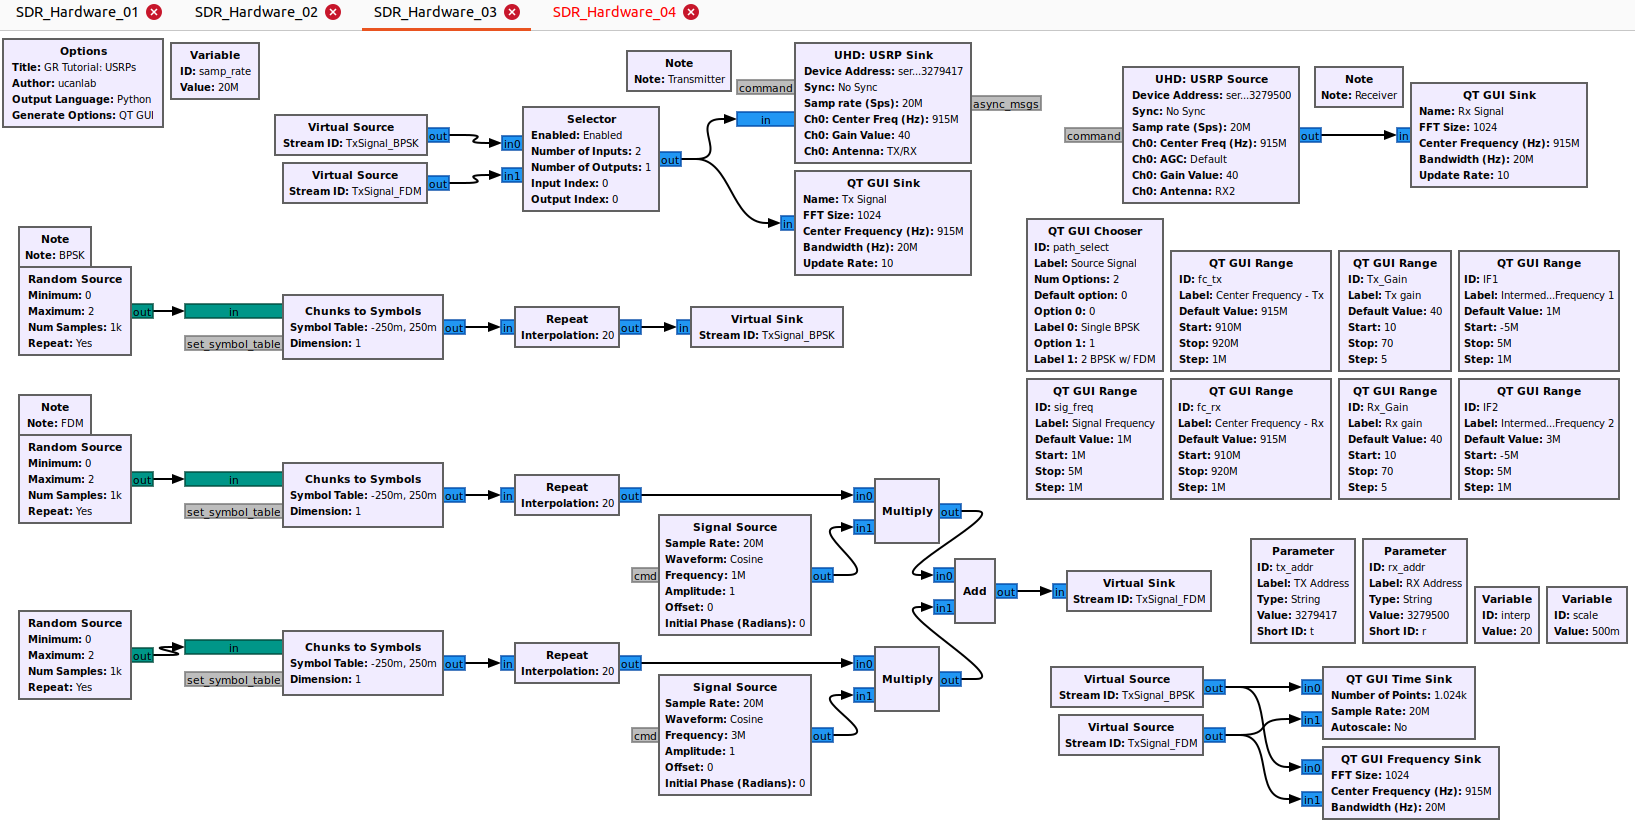 SDR_Hardware_01
SDR_Hardware_02
SDR_Hardware_03
SDR_Hardware_04
Options
Title: GR Tutorial: USRPs
Author: ucanlab
Output Language: Python
Generate Options: QT GUI
Variable
ID: samp_rate
Value: 20M
Virtual Source
Stream ID: TxSignal_BPSK
out
Virtual Source
Stream ID: TxSignal_FDM
out
in0
in1
Selector
Enabled: Enabled
Number of Inputs: 2
Number of Outputs: 1
Input Index: 0
Output Index: 0
out
Note
Note: Transmitter
command
in
UHD: USRP Sink
Device Address: ser...3279417
Sync: No Sync
Samp rate (Sps): 20M
Ch0: Center Freq (Hz): 915M
Ch0: Gain Value: 40
Ch0: Antenna: TX/RX
async_msgs
in
QT GUI Sink
Name: Tx Signal
FFT Size: 1024
Center Frequency (Hz): 915M
Bandwidth (Hz): 20M
Update Rate: 10
command
UHD: USRP Source
Device Address: ser...3279500
Sync: No Sync
Samp rate (Sps): 20M
Ch0: Center Freq (Hz): 915M
Ch0: AGC: Default
Ch0: Gain Value: 40
Ch0: Antenna: RX2
out
Note
Note: Receiver
in
QT GUI Sink
Name: Rx Signal
FFT Size: 1024
Center Frequency (Hz): 915M
Bandwidth (Hz): 20M
Update Rate: 10
Note
Note: BPSK
Random Source
Minimum: 0
Maximum: 2
Num Samples: 1k
Repeat: Yes
out
in
set_symbol_table
Chunks to Symbols
Symbol Table: -250m, 250m
Dimension: 1
out
in
Repeat
Interpolation: 20
out
in
Virtual Sink
Stream ID: TxSignal_BPSK
QT GUI Chooser
ID: path_select
Label: Source Signal
Num Options: 2
Default option: 0
Option 0: 0
Label 0: Single BPSK
Option 1: 1
Label 1: 2 BPSK w/ FDM
QT GUI Range
ID: fc_tx
Label: Center Frequency - Tx
Default Value: 915M
Start: 910M
Stop: 920M
Step: 1M
QT GUI Range
ID: Tx_Gain
Label: Tx gain
Default Value: 40
Start: 10
Stop: 70
Step: 5
QT GUI Range
ID: IF1
Label: Intermed...Frequency 1
Default Value: 1M
Start: -5M
Stop: 5M
Step: 1M
QT GUI Range
ID: sig_freq
Label: Signal Frequency
Default Value: 1M
Start: 1M
Stop: 5M
Step: 1M
QT GUI Range
ID: fc_rx
Label: Center Frequency - Rx
Default Value: 915M
Start: 910M
Stop: 920M
Step: 1M
QT GUI Range
ID: Rx_Gain
Label: Rx gain
Default Value: 40
Start: 10
Stop: 70
Step: 5
QT GUI Range
ID: IF2
Label: Intermed...Frequency 2
Default Value: 3M
Start: -5M
Stop: 5M
Step: 1M
Note
Note: FDM
Random Source
Minimum: 0
Maximum: 2
Num Samples: 1k
Repeat: Yes
out
in
set_symbol_table
Chunks to Symbols
Symbol Table: -250m, 250m
Dimension: 1
out
in
Repeat
Interpolation: 20
out
cmd
Signal Source
Sample Rate: 20M
Waveform: Cosine
Frequency: 1M
Amplitude: 1
Offset: 0
Initial Phase (Radians): 0
out
in0
in1
Multiply
out
Random Source
Minimum: 0
Maximum: 2
Num Samples: 1k
Repeat: Yes
out
in
set_symbol_table
Chunks to Symbols
Symbol Table: -250m, 250m
Dimension: 1
out
in
Repeat
Interpolation: 20
out
cmd
Signal Source
Sample Rate: 20M
Waveform: Cosine
Frequency: 3M
Amplitude: 1
Offset: 0
Initial Phase (Radians): 0
out
in0
in1
Multiply
out
in0
in1
Add
out
in
Virtual Sink
Stream ID: TxSignal_FDM
Parameter
ID: tx_addr
Label: TX Address
Type: String
Value: 3279417
Short ID: t
Parameter
ID: rx_addr
Label: RX Address
Type: String
Value: 3279500
Short ID: r
Variable
ID: interp
Value: 20
Variable
ID: scale
Value: 500m
Virtual Source
Stream ID: TxSignal_BPSK
out
Virtual Source
Stream ID: TxSignal_FDM
out
in0
in1
QT GUI Time Sink
Number of Points: 1.024k
Sample Rate: 20M
Autoscale: No
in0
in1
QT GUI Frequency Sink
FFT Size: 1024
Center Frequency (Hz): 915M
Bandwidth (Hz): 20M